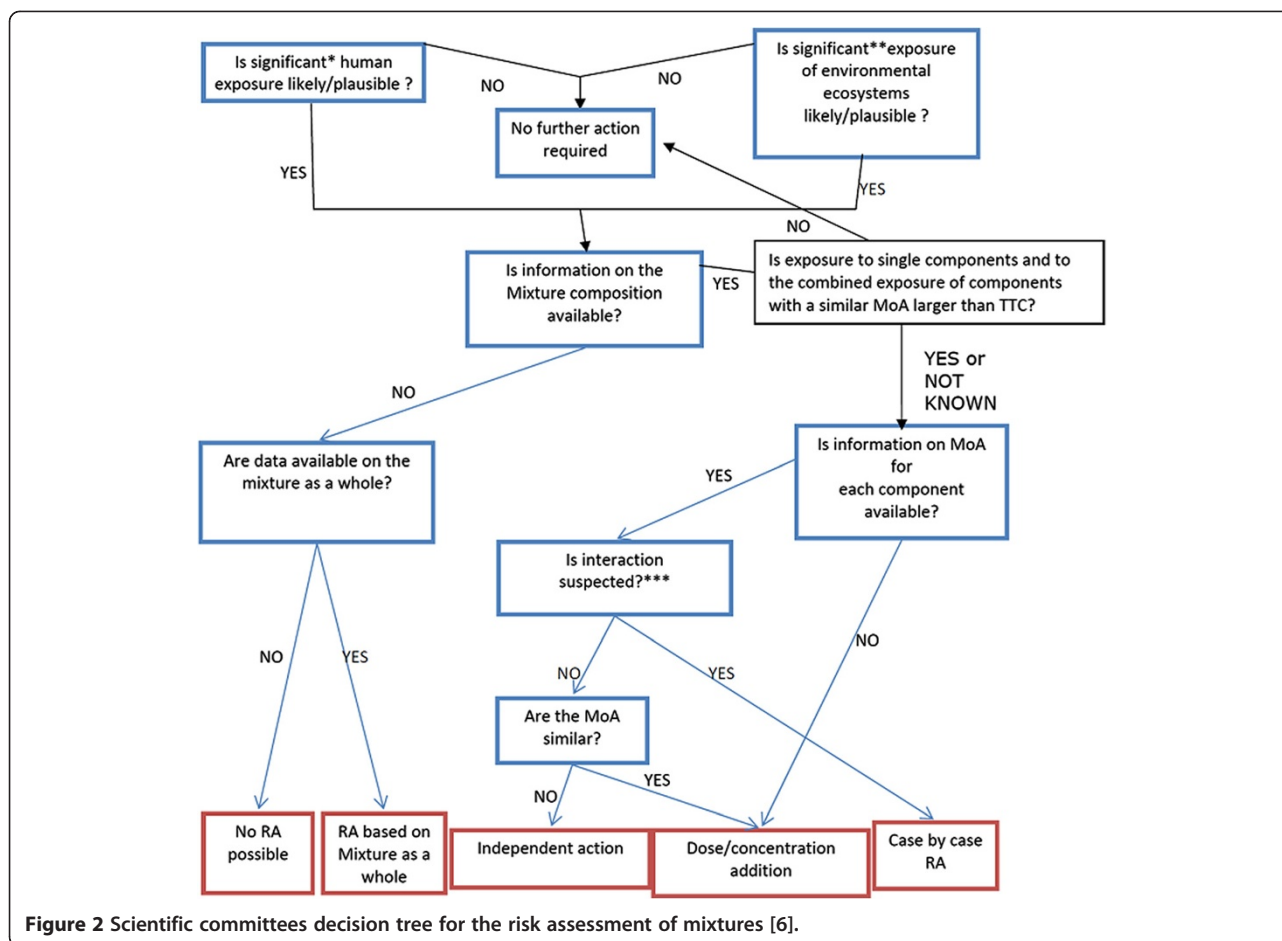 Is significant* human
exposure likely/plausible ?
Is significant**exposure
of environmental
ecosystems
likely/plausible ?
NO
NO
No further action
required
YES
YES
NO
Is information on the
Mixture composition
available?
YES
Is exposure to single components and to
the combined exposure of components
with a similar MoA larger than TTC?
NO
YES or
NOT
KNOWN
Are data available on the
mixture as a whole?
Is information on MoA
for
each component
available?
YES
Is interaction
suspected?***
NO
YES
NO
YES
NO
Are the MoA
similar?
NO
YES
No RA
possible
RA based on
Mixture as a
whole
Independent action
Dose/concentration
addition
Case by case
RA
Figure 2 Scientific committees decision tree for the risk assessment of mixtures [6].